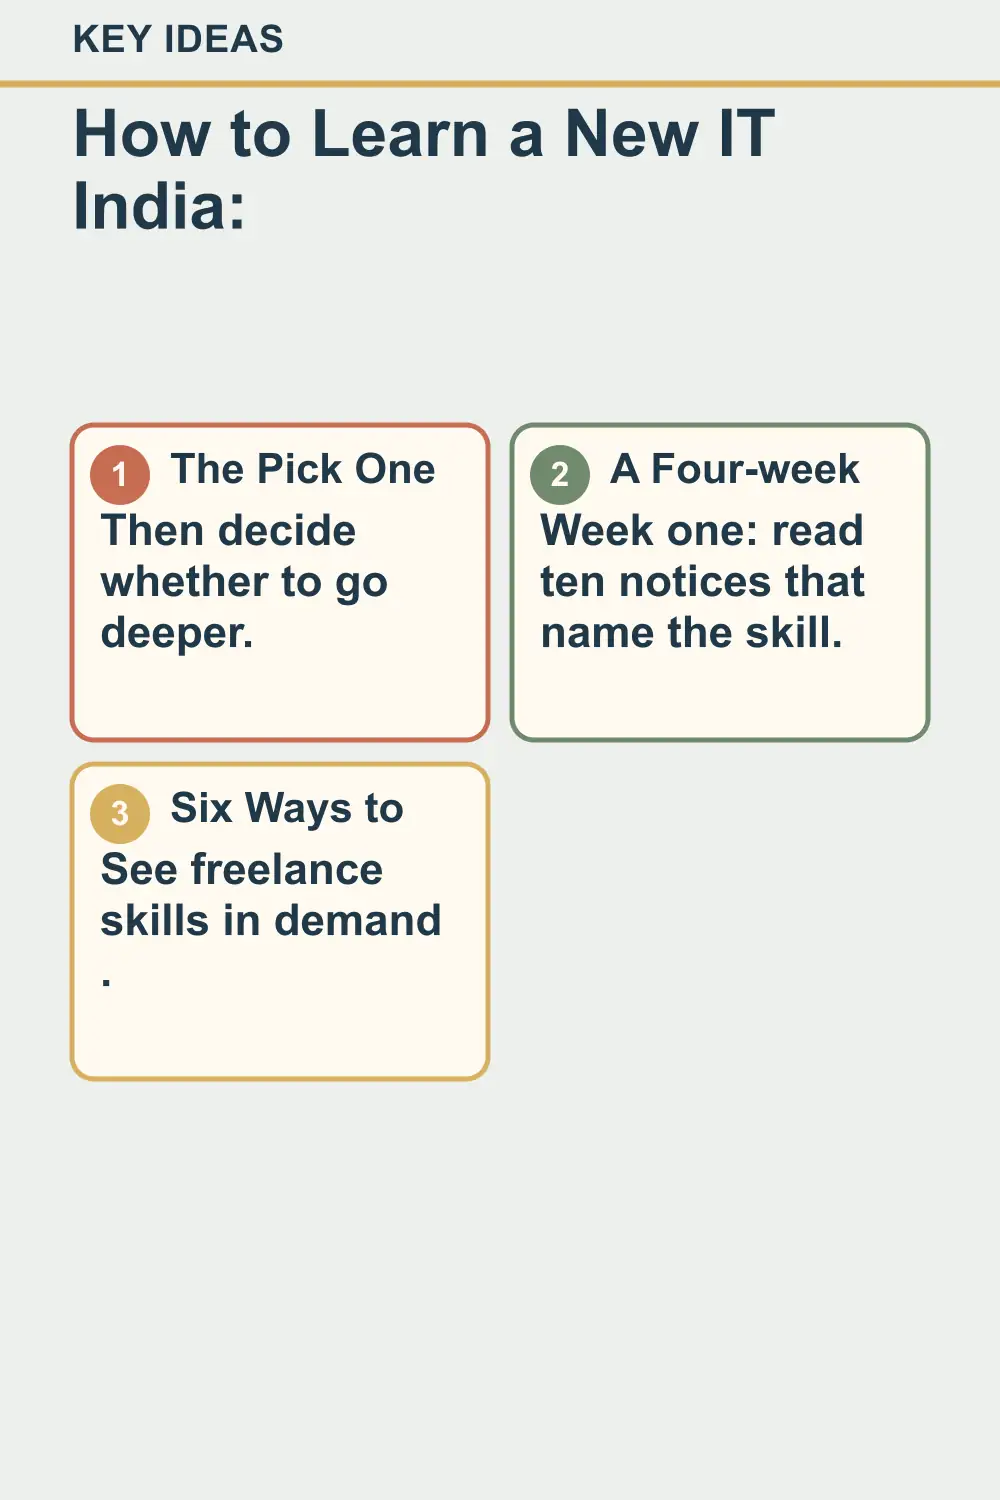 KEY IDEAS
How to Learn a New IT
India:
1 The Pick One
Then decide
whether to go
deeper.
2 A Four-week
Week one: read
ten notices that
name the skill.
3 Six Ways to
See freelance
skills in demand
.